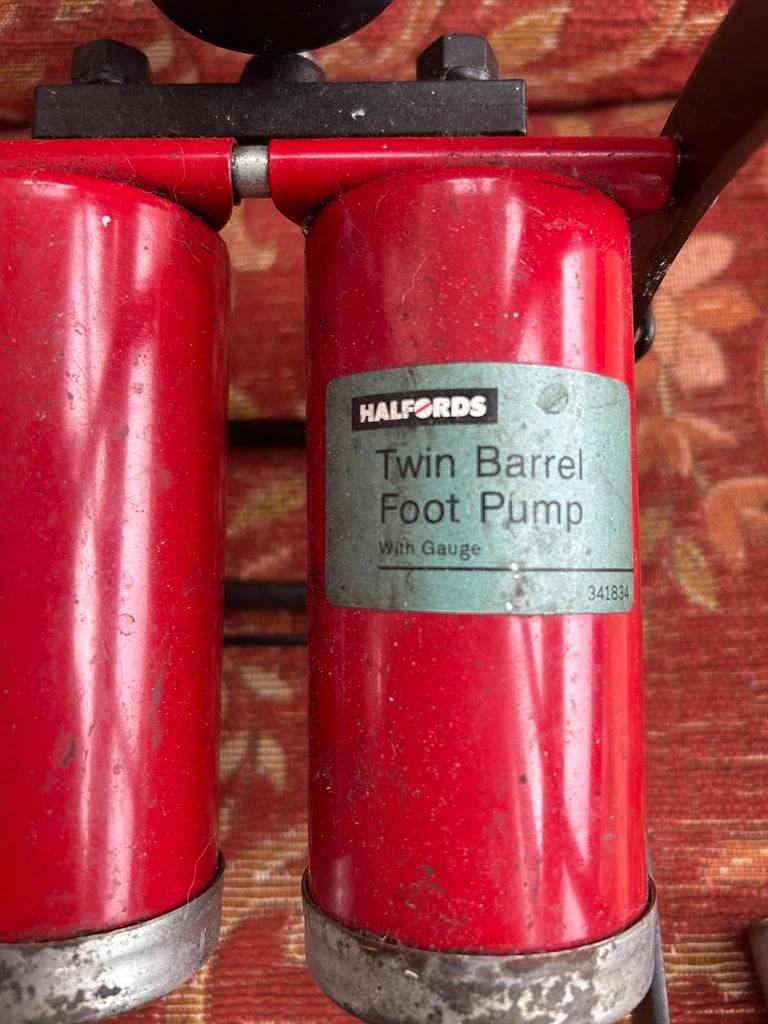 HALFORDS
Twin Barrel
Foot Pump
With Gauge
341834